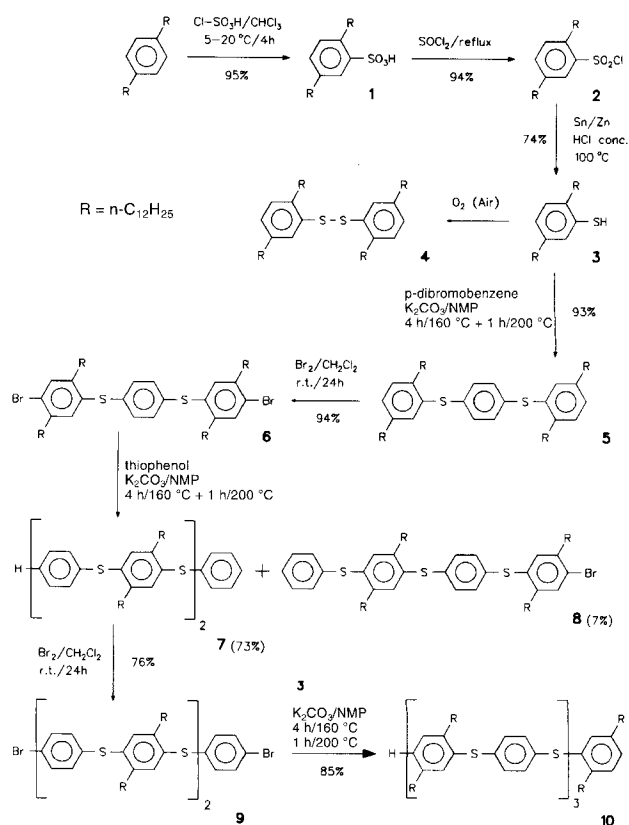 R
Cl-SO₃H/CHCl₃
5-20 °C/4h
95%
R
R
SO₃H
R
1
SOCl₂/reflux
94%
R
SO₂Cl
R
2
Sn/Zn
HCl conc.
100 °C
74%
R = n-C₁₂H₂₅
R
R
S-S
R
R
4
O₂ (Air)
R
SH
R
3
p-dibromobenzene
K₂CO₃/NMP
4 h/160 °C + 1 h/200 °C
93%
R
R
Br
S
S
Br
R
R
6
Br₂/CH₂Cl₂
r.t./24h
94%
R
R
S
S
R
R
5
thiophenol
K₂CO₃/NMP
4 h/160 °C + 1 h/200 °C
R
H
S
S
R
2
7 (73%)
+
R
R
S
S
S
Br
R
R
8 (7%)
Br₂/CH₂Cl₂
r.t./24h
76%
R
Br
S
S
Br
R
2
9
3
K₂CO₃/NMP
4 h/160 °C
1 h/200 °C
85%
R
R
H
S
S
R
R
3
10